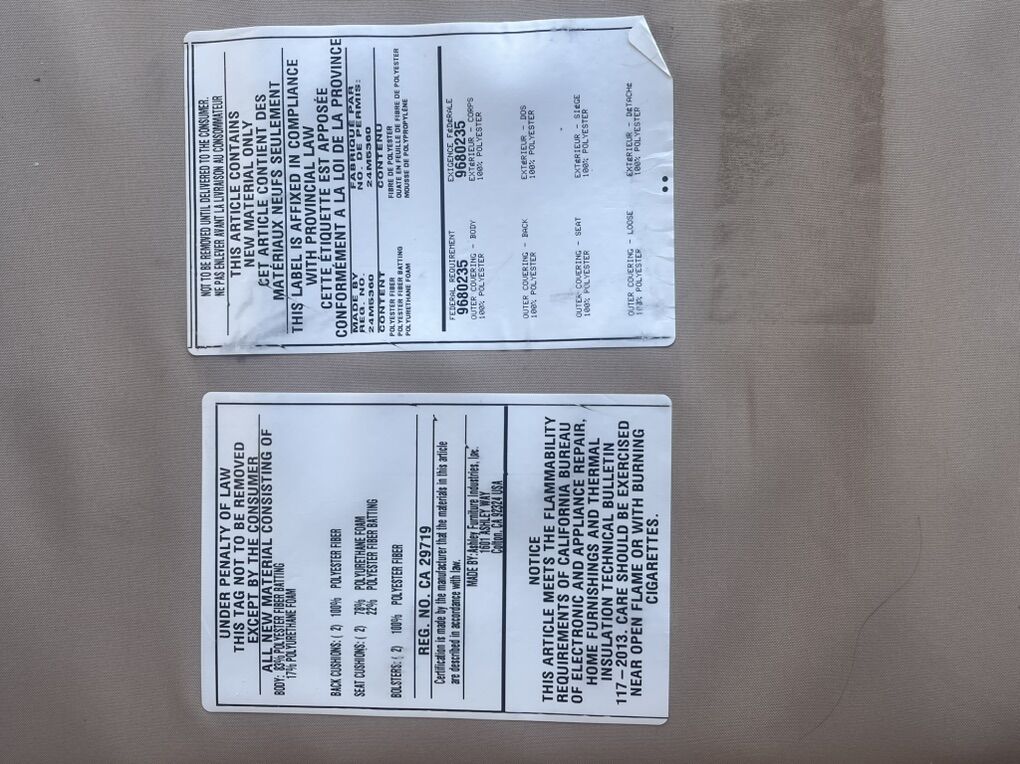 NOT TO BE REMOVED UNTIL DELIVERED TO THE CONSUMER.
NE PAS ENLEVER AVANT LA LIVRAISON AU CONSOMMATEUR
THIS ARTICLE CONTAINS
NEW MATERIAL ONLY
CET ARTICLE CONTIENT DES
MATÉRIAUX NEUFS SEULEMENT
THIS LABEL IS AFFIXED IN COMPLIANCE
WITH PROVINCIAL LAW
CETTE ÉTIQUETTE EST APPOSÉE
CONFORMÉMENT A LA LOI DE LA PROVINCE
MADE BY
REG. NO.
24M5360
CONTENT
POLYESTER FIBER
POLYESTER FIBER BATTING
POLYURETHANE FOAM
FABRIQUÉ PAR
NO. DE PERMIS:
24M5360
CONTENU
FIBRE DE POLYESTER
OUATE EN FEUILLE DE FIBRE DE POLYESTER
MOUSSE DE POLYPROPYLÈNE
FEDERAL REQUIREMENT
9680235
OUTER COVERING - BODY
100% POLYESTER
OUTER COVERING - BACK
100% POLYESTER
OUTER COVERING - SEAT
100% POLYESTER
OUTER COVERING - LOOSE
100% POLYESTER
EXIGENCE FéDéRALE
9680235
EXTéRIEUR - CORPS
100% POLYESTER
EXTéRIEUR - DOS
100% POLYESTER
EXTéRIEUR - SIéGE
100% POLYESTER
EXTéRIEUR - DéTACHé
100% POLYESTER
UNDER PENALTY OF LAW
THIS TAG NOT TO BE REMOVED
EXCEPT BY THE CONSUMER
ALL NEW MATERIAL CONSISTING OF
BODY: 83% POLYESTER FIBER BATTING
17% POLYURETHANE FOAM
BACK CUSHIONS: ( 2) 100% POLYESTER FIBER
SEAT CUSHIONS: ( 2) 78% POLYURETHANE FOAM
22% POLYESTER FIBER BATTING
BOLSTERS: ( 2) 100% POLYESTER FIBER
REG. NO. CA 29719
Certification is made by the manufacturer that the materials in this article
are described in accordance with law.
MADE BY: Ashley Furniture Industries, Inc.
1601 ASHLEY WAY
Colton, CA 92324 USA
NOTICE
THIS ARTICLE MEETS THE FLAMMABILITY
REQUIREMENTS OF CALIFORNIA BUREAU
OF ELECTRONIC AND APPLIANCE REPAIR,
HOME FURNISHINGS AND THERMAL
INSULATION TECHNICAL BULLETIN
117-2013. CARE SHOULD BE EXERCISED
NEAR OPEN FLAME OR WITH BURNING
CIGARETTES.